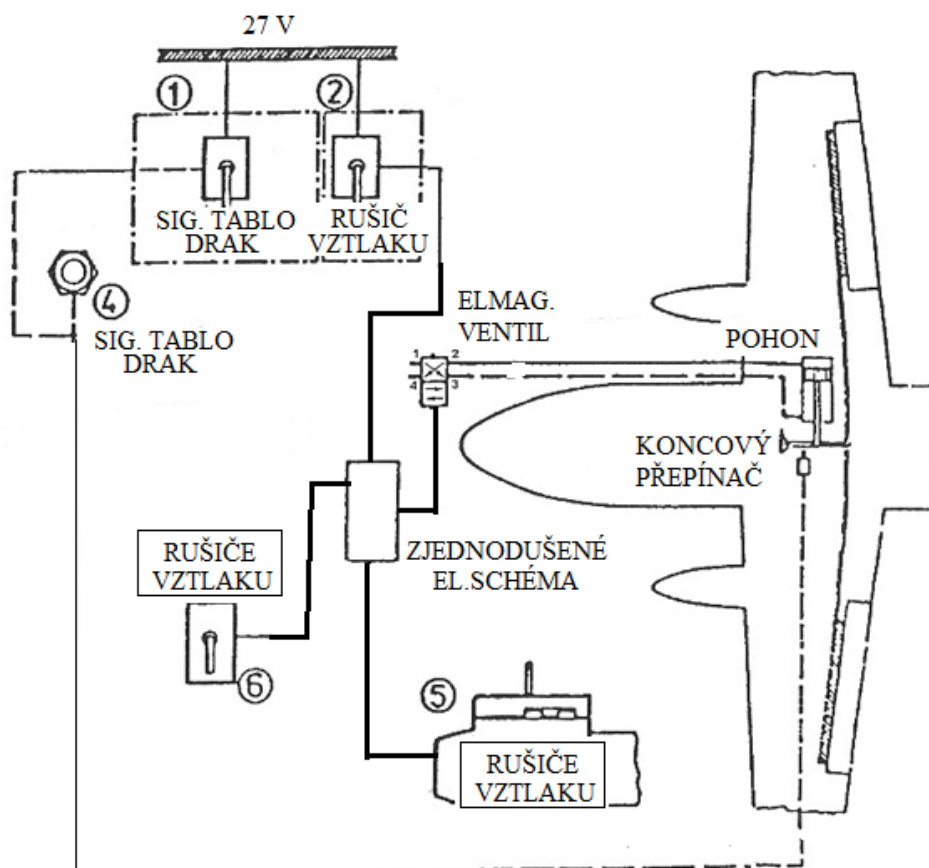 27 V
1
2
SIG. TABLO
DRAK
RUŠIČ
VZTLAKU
4
SIG. TABLO
DRAK
ELMAG.
VENTIL
1 2
4 3
POHON
KONCOVÝ
PŘEPÍNAČ
RUŠIČE
VZTLAKU
ZJEDNODUŠENÉ
EL.SCHÉMA
6
5
RUŠIČE
VZTLAKU